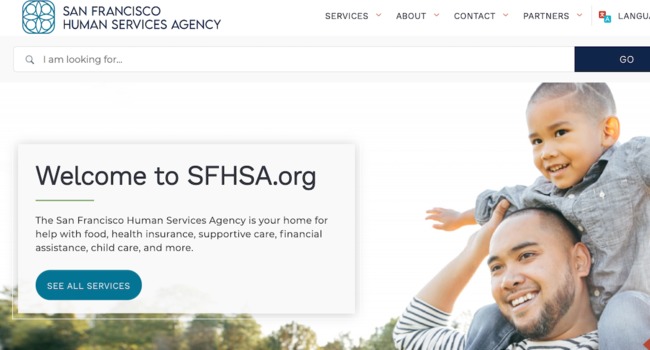 SAN FRANCISCO
HUMAN SERVICES AGENCY
SERVICES ABOUT CONTACT PARTNERS
I am looking for...
GO
Welcome to SFHSA.org
The San Francisco Human Services Agency is your home for
help with food, health insurance, supportive care, financial
assistance, child care, and more.
SEE ALL SERVICES